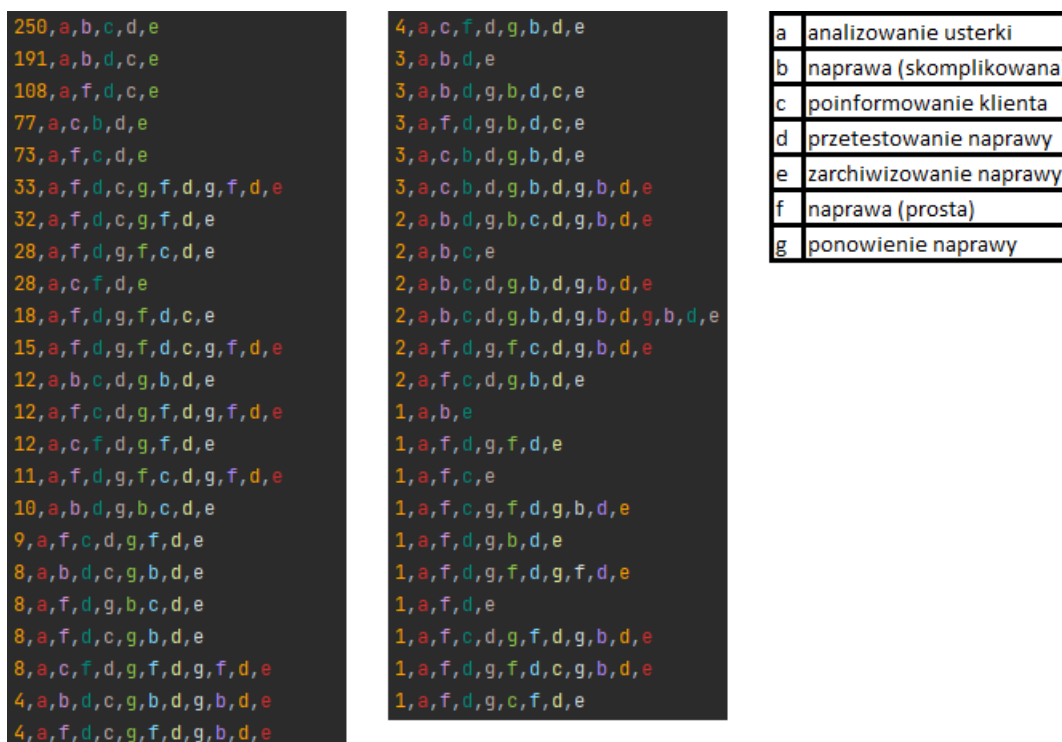 250,a,b,c,d,e
191,a,b,d,c,e
108,a,f,d,c,e
77,a,c,b,d,e
73,a,f,c,d,e
33,a,f,d,c,g,f,d,g,f,d,e
32,a,f,d,c,g,f,d,e
28,a,f,d,g,f,c,d,e
28,a,c,f,d,e
18,a,f,d,g,f,d,c,e
15,a,f,d,g,f,d,c,g,f,d,e
12,a,b,c,d,g,b,d,e
12,a,f,c,d,g,f,d,g,f,d,e
12,a,c,f,d,g,f,d,e
11,a,f,d,g,f,c,d,g,f,d,e
10,a,b,d,g,b,c,d,e
9,a,f,c,d,g,f,d,e
8,a,b,d,c,g,b,d,e
8,a,f,d,g,b,c,d,e
8,a,f,d,c,g,b,d,e
8,a,c,f,d,g,f,d,g,f,d,e
4,a,b,d,c,g,b,d,g,b,d,e
4,a,f,d,c,g,f,d,g,b,d,e
4,a,c,f,d,g,b,d,e
3,a,b,d,e
3,a,b,d,g,b,d,c,e
3,a,f,d,g,b,d,c,e
3,a,c,b,d,g,b,d,e
3,a,c,b,d,g,b,d,g,b,d,e
2,a,b,d,g,b,c,d,g,b,d,e
2,a,b,c,e
2,a,b,c,d,g,b,d,g,b,d,e
2,a,b,c,d,g,b,d,g,b,d,g,b,d,e
2,a,f,d,g,f,c,d,g,b,d,e
2,a,f,c,d,g,b,d,e
1,a,b,e
1,a,f,d,g,f,d,e
1,a,f,c,e
1,a,f,c,g,f,d,g,b,d,e
1,a,f,d,g,b,d,e
1,a,f,d,g,f,d,g,f,d,e
1,a,f,d,e
1,a,f,c,d,g,f,d,g,b,d,e
1,a,f,d,g,f,d,c,g,b,d,e
1,a,f,d,g,c,f,d,e
a analizowanie usterki
b naprawa (skomplikowana
c poinformowanie klienta
d przetestowanie naprawy
e zarchiwizowanie naprawy
f naprawa (prosta)
g ponowienie naprawy